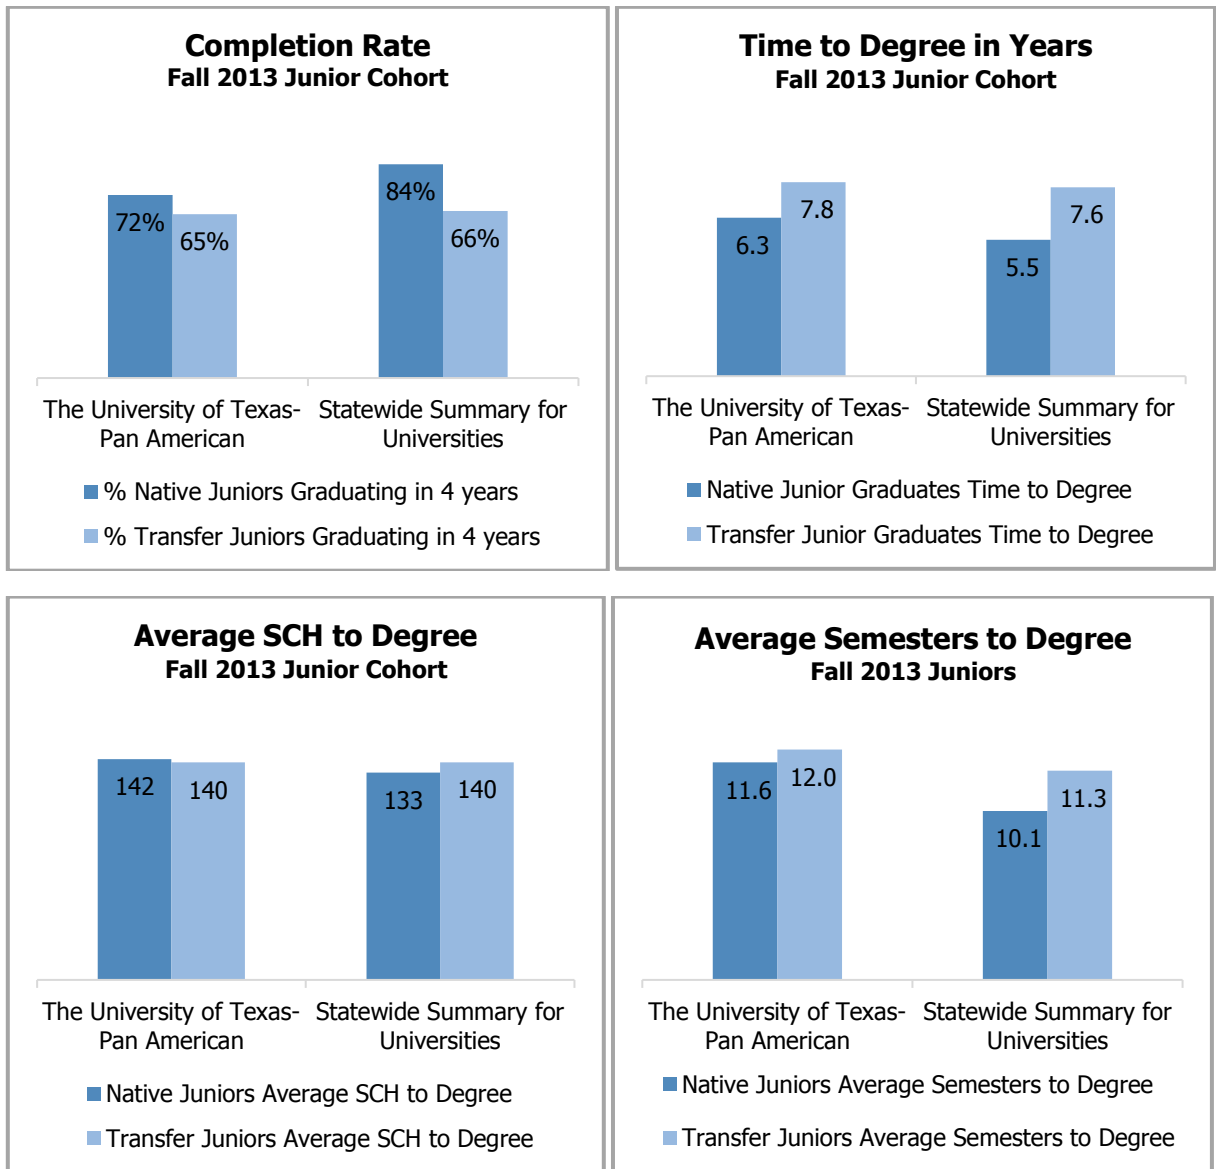 Completion Rate
Fall 2013 Junior Cohort
72%
65%
84%
66%
The University of Texas-
Pan American
Statewide Summary for
Universities
% Native Juniors Graduating in 4 years
% Transfer Juniors Graduating in 4 years
Time to Degree in Years
Fall 2013 Junior Cohort
6.3
7.8
5.5
7.6
The University of Texas-
Pan American
Statewide Summary for
Universities
Native Junior Graduates Time to Degree
Transfer Junior Graduates Time to Degree
Average SCH to Degree
Fall 2013 Junior Cohort
142
140
133
140
The University of Texas-
Pan American
Statewide Summary for
Universities
Native Juniors Average SCH to Degree
Transfer Juniors Average SCH to Degree
Average Semesters to Degree
Fall 2013 Juniors
11.6
12.0
10.1
11.3
The University of Texas-
Pan American
Statewide Summary for
Universities
Native Juniors Average Semesters to Degree
Transfer Juniors Average Semesters to Degree